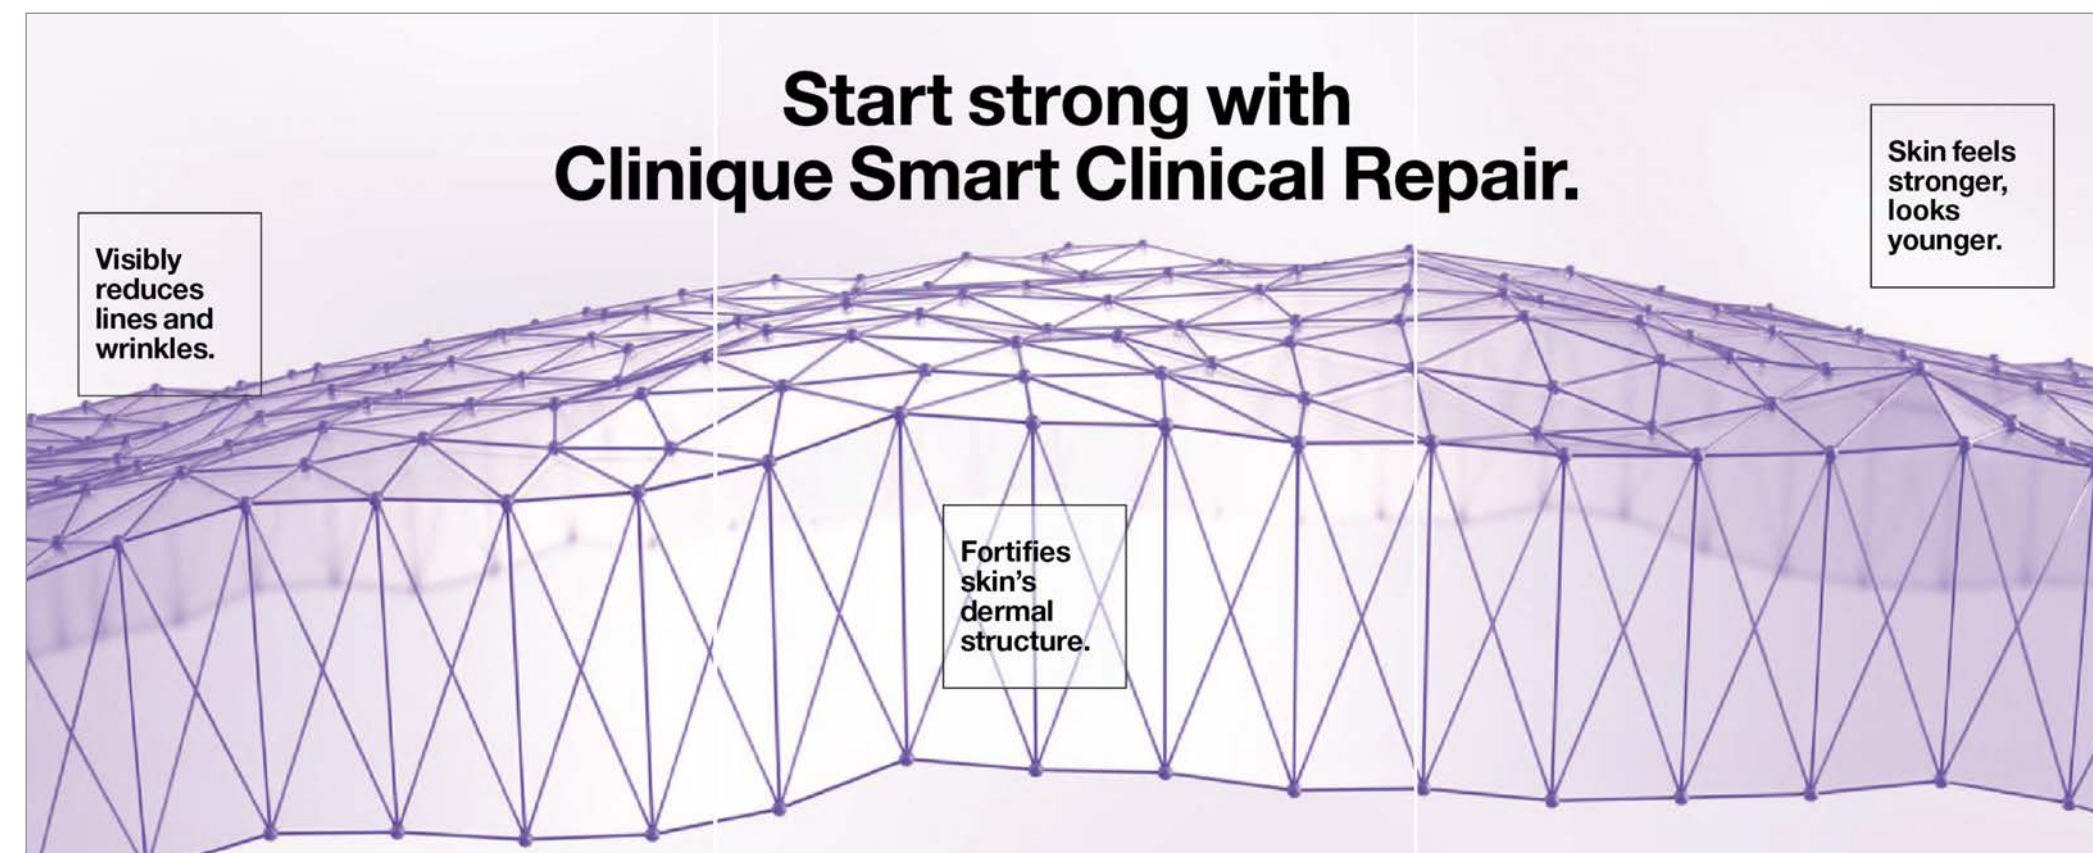 Start strong with
Clinique Smart Clinical Repair.
Visibly
reduces
lines and
wrinkles.
Fortifies
skin's
dermal
structure.
Skin feels
stronger,
looks
younger.